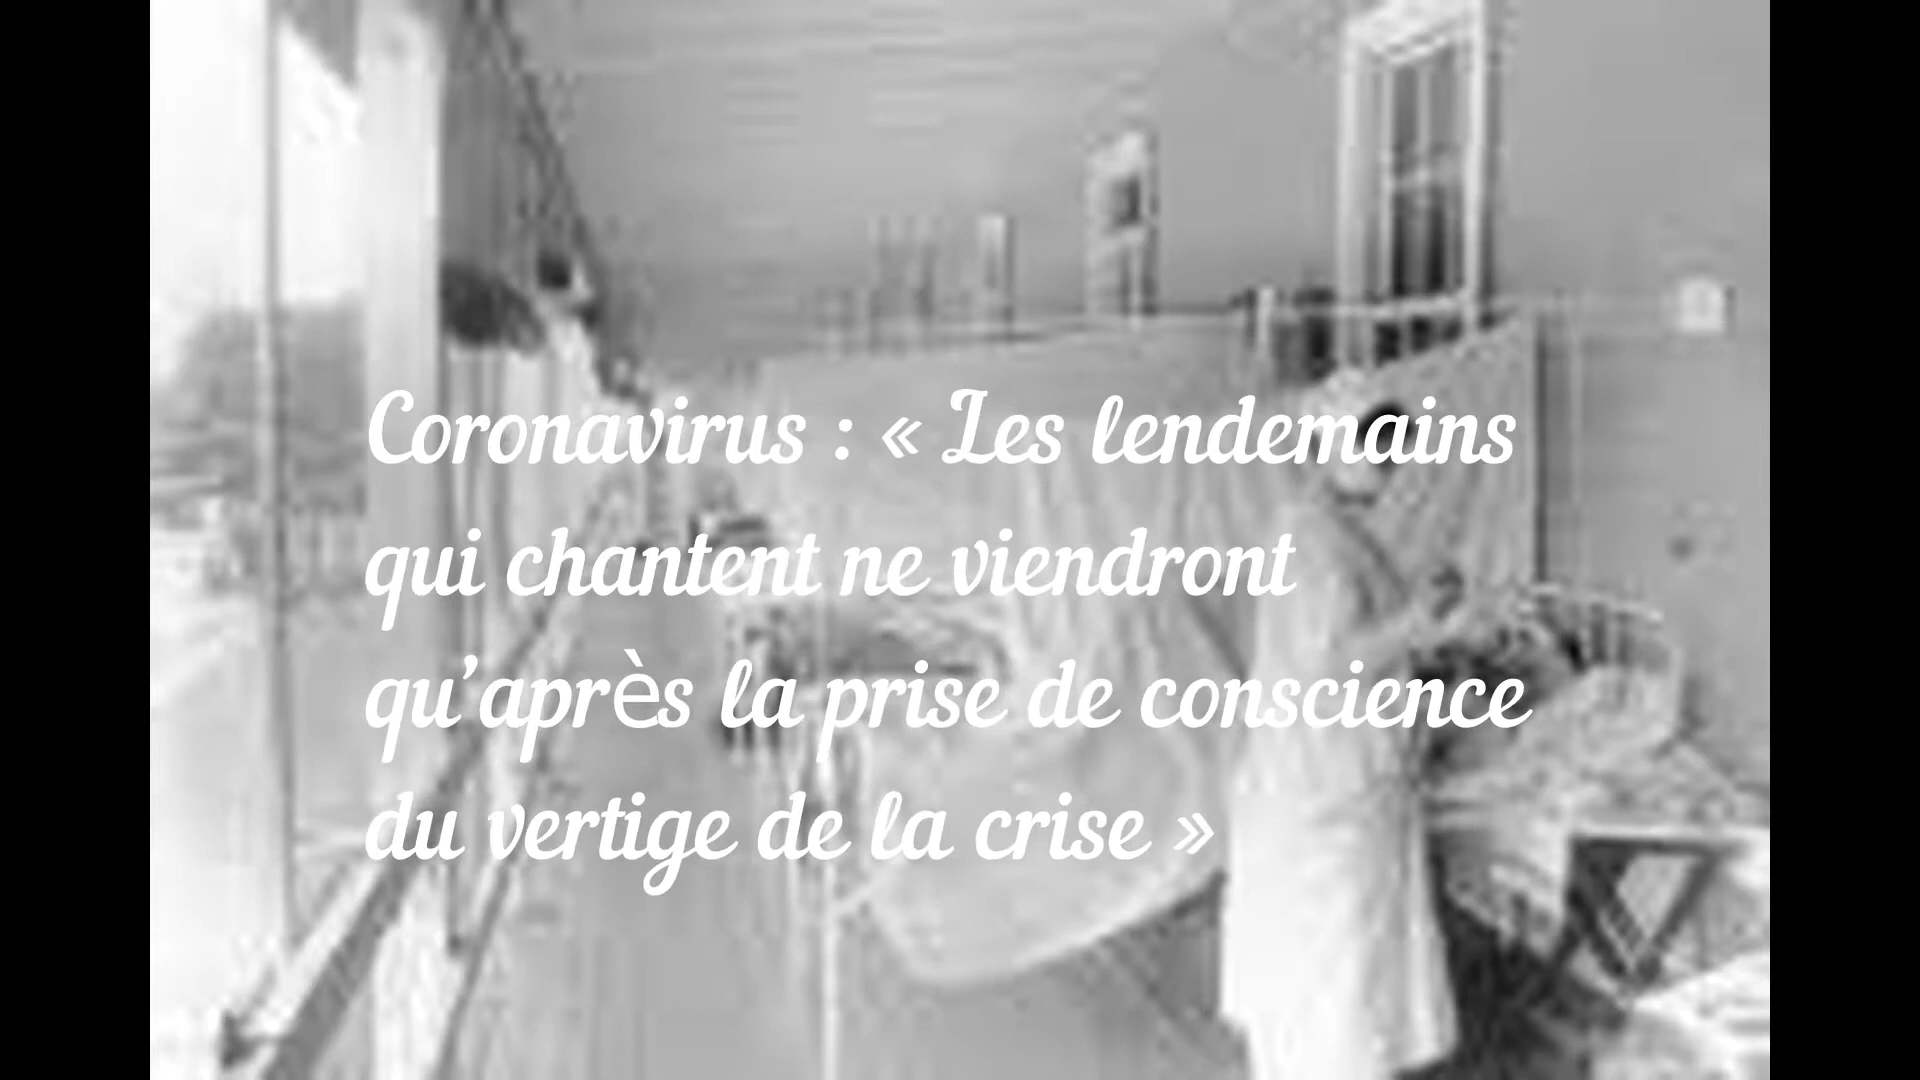 Coronavirus : « Les lendemains
qui chantent ne viendront
qu’après la prise de conscience
du vertige de la crise »